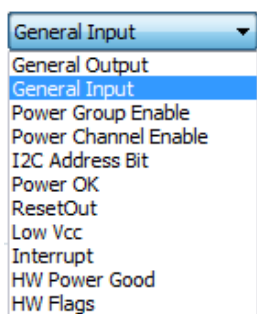 General Input
General Output
General Input
Power Group Enable
Power Channel Enable
I2C Address Bit
Power OK
ResetOut
Low Vcc
Interrupt
HW Power Good
HW Flags